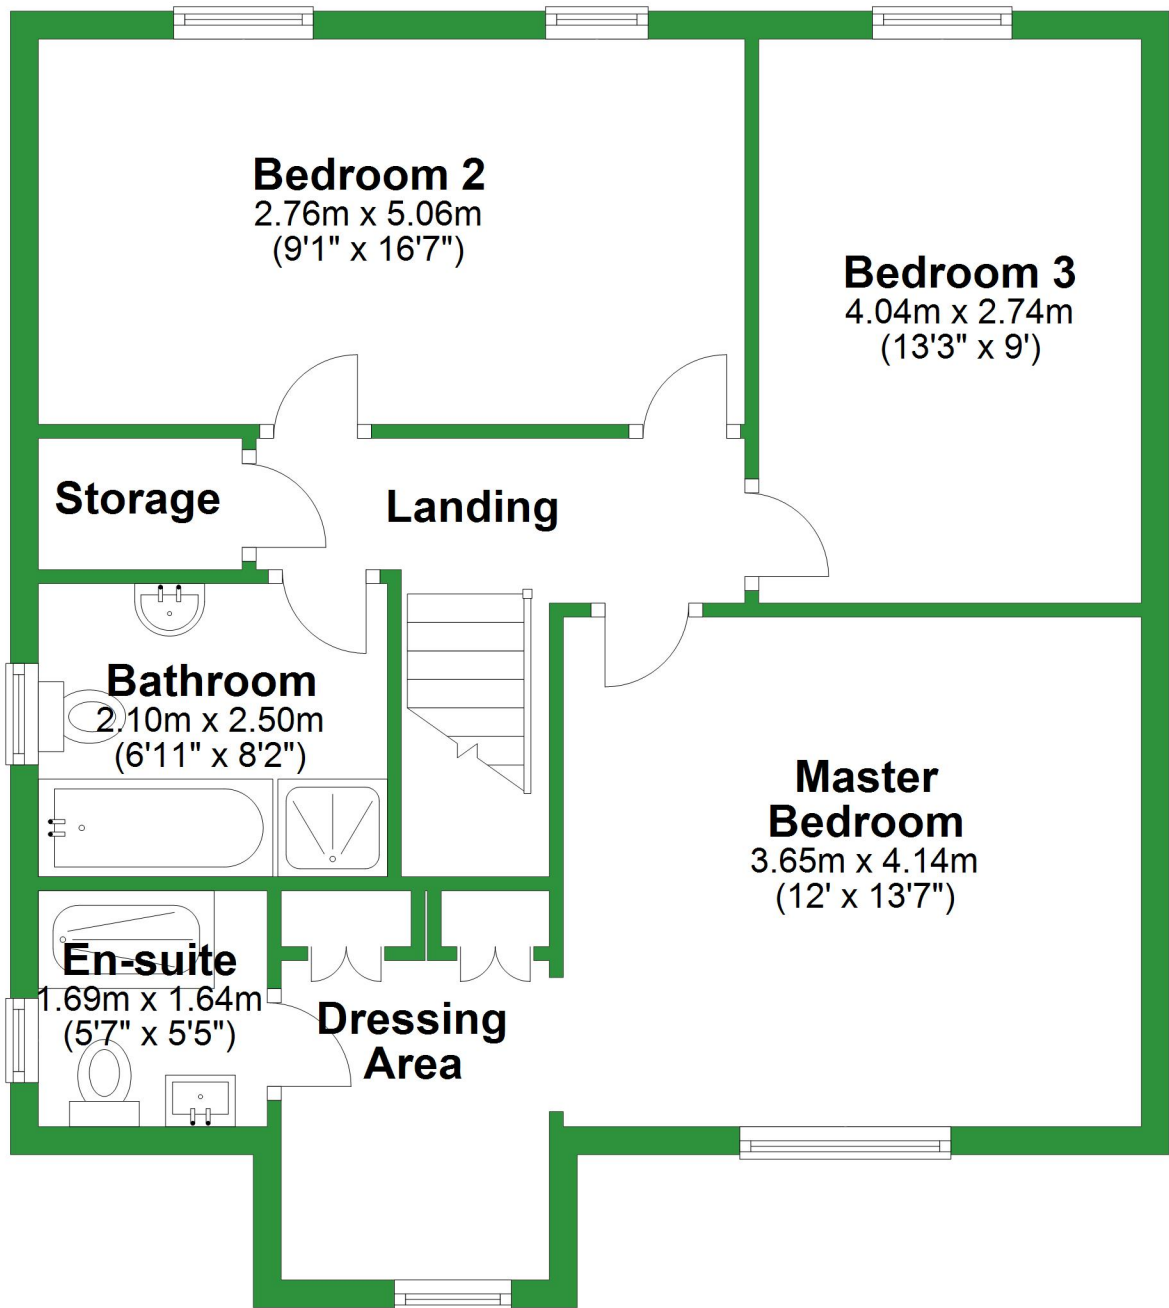 Bedroom 2
2.76m x 5.06m
(9'1" x 16'7")
Bedroom 3
4.04m x 2.74m
(13'3" x 9')
Storage
Landing
Bathroom
2.10m x 2.50m
(6'11" x 8'2")
Master
Bedroom
3.65m x 4.14m
(12' x 13'7")
En-suite
1.69m x 1.64m
(5'7" x 5'5")
Dressing
Area